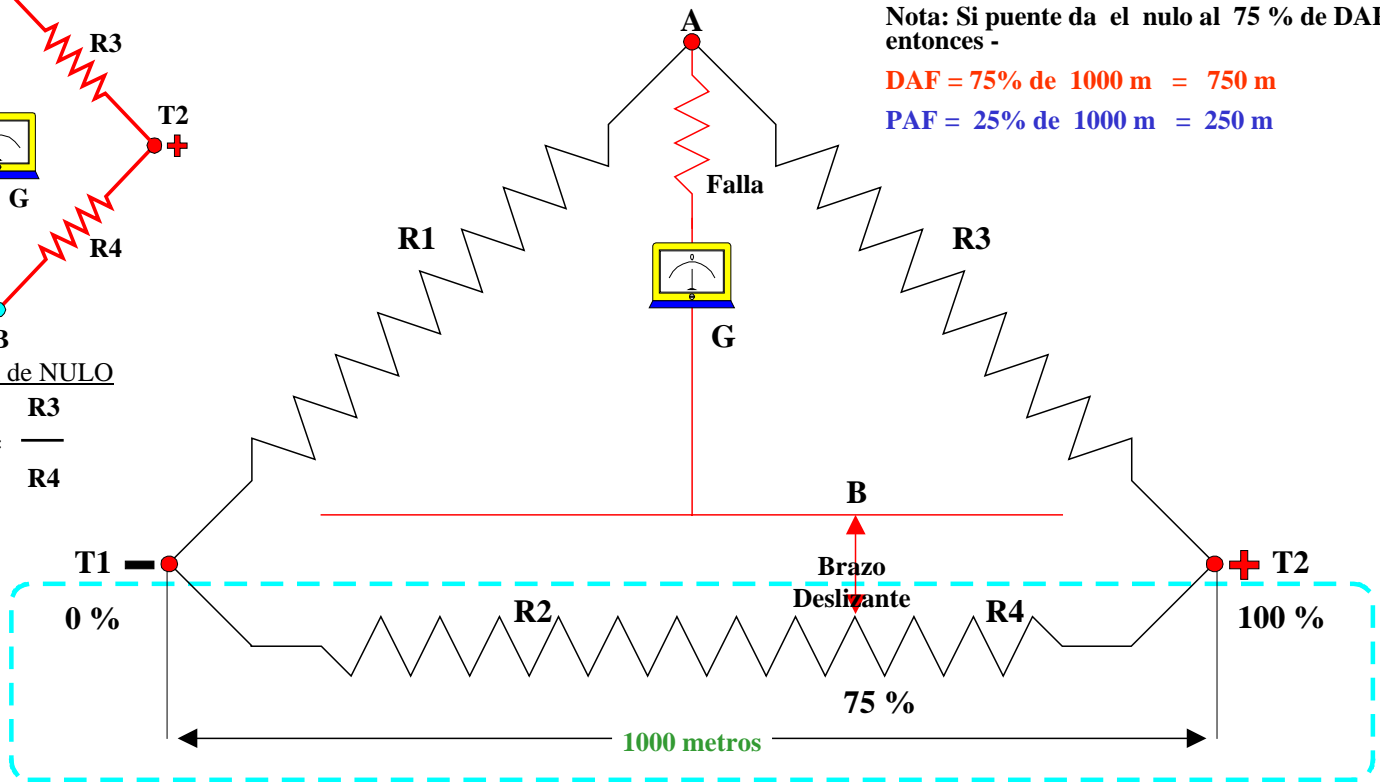 R3
T2
G
R4
B
de NULO
R3
R4
A
Nota: Si puente da el nulo al 75 % de DAF
entonces -
DAF = 75% de 1000 m = 750 m
PAF = 25% de 1000 m = 250 m
Falla
R1
R3
0
G
B
T1
T2
Brazo
Deslizante
0 %
R2
R4
100 %
75 %
1000 metros